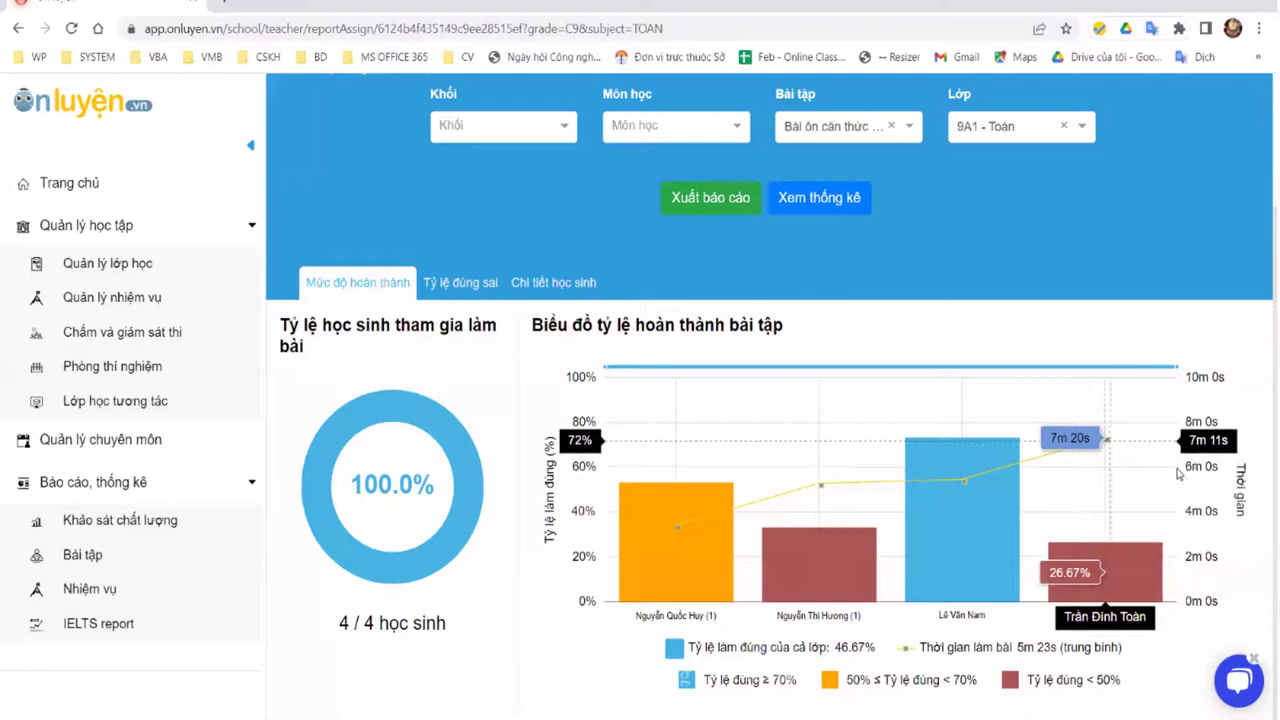 app.onluyen.vn/school/teacher/reportAssign/6124b4f435149c9ee28515ef?grade=C9&subject=TOAN
WP SYSTEM VBA VMB CSKH BD MS OFFICE 365 CV Ngày hội Công nghệ... Đơn vị trực thuộc Sở Feb - Online Class... -- Resizer Gmail Maps Drive của tôi - Goo... Dịch »
Ôn luyện .vn
Khối Môn học Bài tập Lớp
Khối Môn học Bài ôn căn thức ... × 9A1 - Toán ×
Xuất báo cáo Xem thống kê
Trang chủ
Quản lý học tập
Quản lý lớp học
Quản lý nhiệm vụ
Chấm và giám sát thi
Phòng thí nghiệm
Lớp học tương tác
Quản lý chuyên môn
Báo cáo, thống kê
Khảo sát chất lượng
Bài tập
Nhiệm vụ
IELTS report
Mức độ hoàn thành Tỷ lệ đúng sai Chi tiết học sinh
Tỷ lệ học sinh tham gia làm
bài
100.0%
4 / 4 học sinh
Biểu đồ tỷ lệ hoàn thành bài tập
100% 10m 0s
80% 8m 0s
72% 7m 20s 7m 11s
60% 6m 0s
40% 4m 0s
20% 2m 0s
26.67%
0% 0m 0s
Tỷ lệ làm đúng (%)
Thời gian
Nguyễn Quốc Huy (1) Nguyễn Thi Hương (1) Lê Văn Nam Trần Đình Toàn
Tỷ lệ làm đúng của cả lớp: 46.67% Thời gian làm bài 5m 23s (trung bình)
Tỷ lệ đúng ≥ 70% 50% ≤ Tỷ lệ đúng < 70% Tỷ lệ đúng < 50%